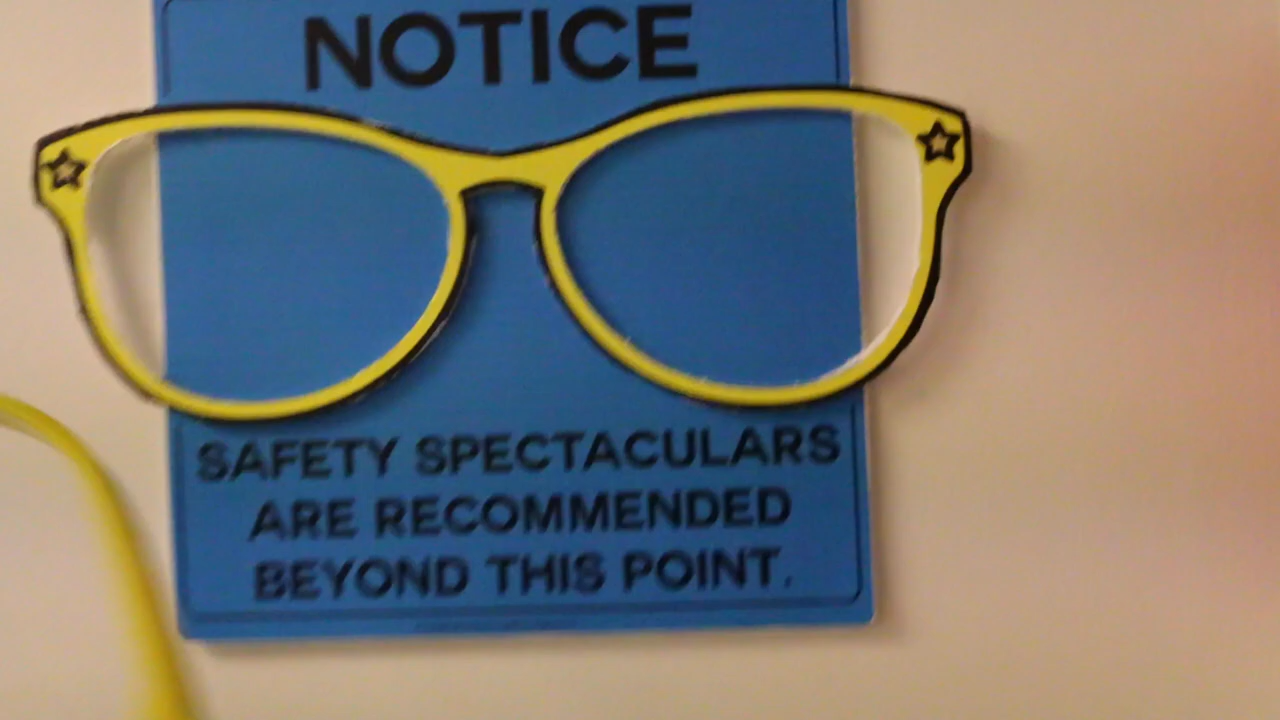 NOTICE
SAFETY SPECTACULARS
ARE RECOMMENDED
BEYOND THIS POINT.